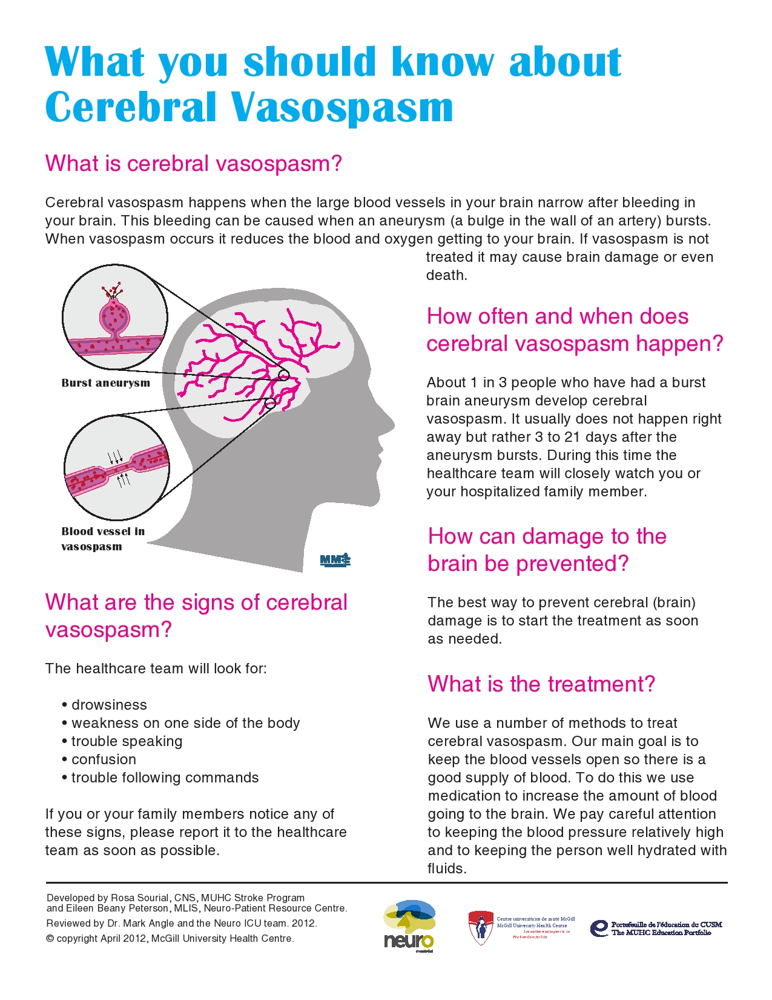 What you should know about
Cerebral Vasospasm
What is cerebral vasospasm?
Cerebral vasospasm happens when the large blood vessels in your brain narrow after bleeding in
your brain. This bleeding can be caused when an aneurysm (a bulge in the wall of an artery) bursts.
When vasospasm occurs it reduces the blood and oxygen getting to your brain. If vasospasm is not
treated it may cause brain damage or even
death.
Burst aneurysm
Blood vessel in
vasospasm
MM
How often and when does
cerebral vasospasm happen?
About 1 in 3 people who have had a burst
brain aneurysm develop cerebral
vasospasm. It usually does not happen right
away but rather 3 to 21 days after the
aneurysm bursts. During this time the
healthcare team will closely watch you or
your hospitalized family member.
How can damage to the
brain be prevented?
The best way to prevent cerebral (brain)
damage is to start the treatment as soon
as needed.
What are the signs of cerebral
vasospasm?
The healthcare team will look for:
• drowsiness
• weakness on one side of the body
• trouble speaking
• confusion
• trouble following commands
If you or your family members notice any of
these signs, please report it to the healthcare
team as soon as possible.
What is the treatment?
We use a number of methods to treat
cerebral vasospasm. Our main goal is to
keep the blood vessels open so there is a
good supply of blood. To do this we use
medication to increase the amount of blood
going to the brain. We pay careful attention
to keeping the blood pressure relatively high
and to keeping the person well hydrated with
fluids.
Developed by Rosa Sourial, CNS, MUHC Stroke Program
and Eileen Beany Peterson, MLIS, Neuro-Patient Resource Centre.
Reviewed by Dr. Mark Angle and the Neuro ICU team. 2012.
© copyright April 2012, McGill University Health Centre.
neuro
montréal
Centre universitaire de santé McGill
McGill University Health Centre
Les meilleurs soins pour la vie
The Best Care for Life
Portefeuille de l'éducation du CUSM
The MUHC Education Portfolio